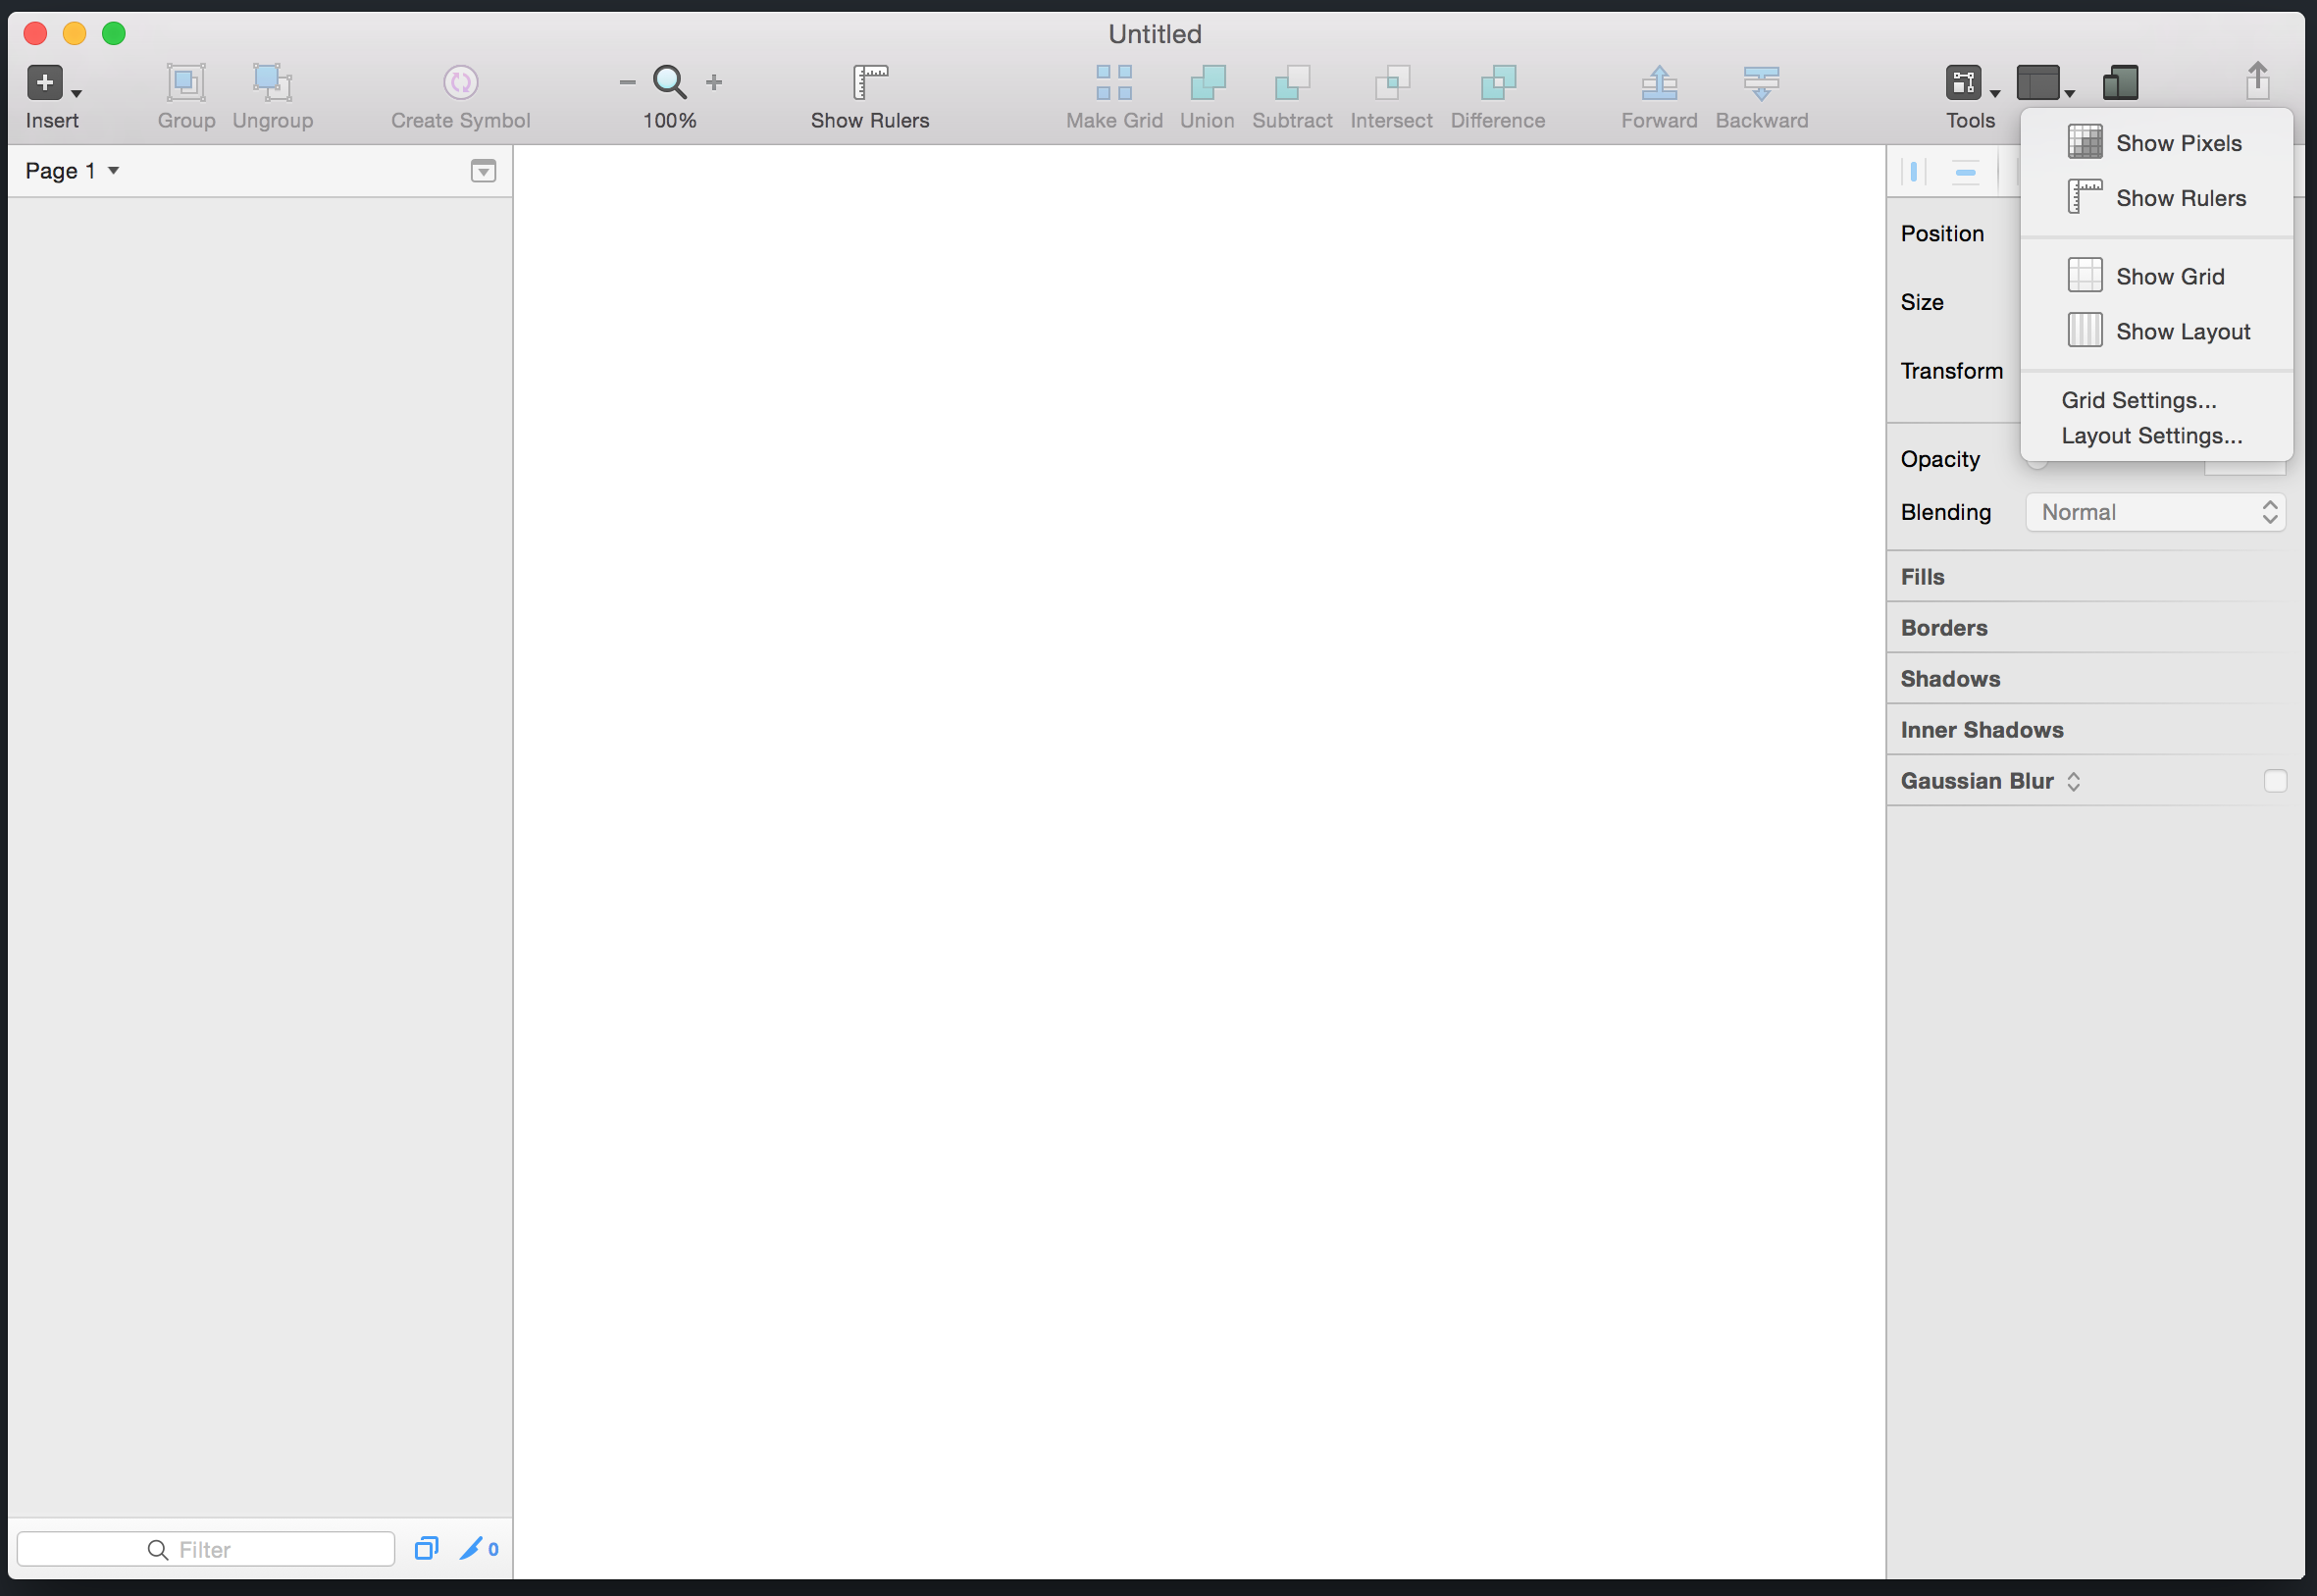 Untitled
Insert
Group
Ungroup
Create Symbol
100%
Show Rulers
Make Grid
Union
Subtract
Intersect
Difference
Forward
Backward
Tools
Page 1
Show Pixels
Show Rulers
Show Grid
Show Layout
Grid Settings...
Layout Settings...
Position
Size
Transform
Opacity
Blending
Normal
Fills
Borders
Shadows
Inner Shadows
Gaussian Blur
Filter
0